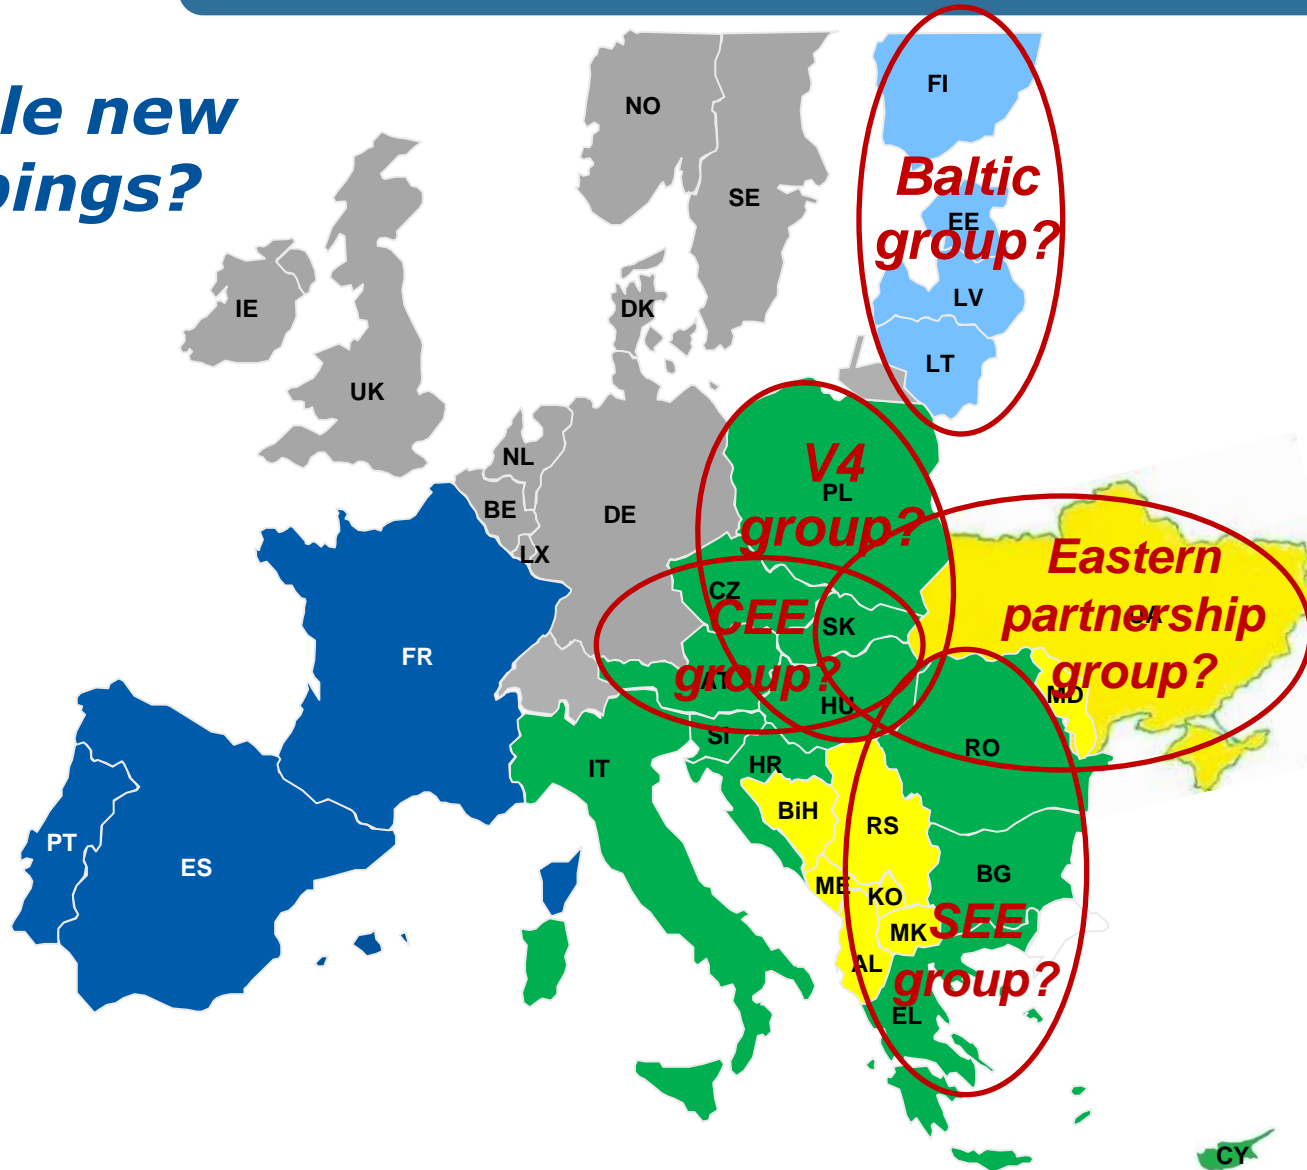 le new
pings?
FI
NO
Baltic
SE
EE
group?
LV
IE
DK
LT
UK
V4
NL
PL
BE
DE
group?
LX
Eastern
CZ
partnership
UA
CEE
SK
FR
group?
group?
AT
MD
HU
SI
RO
HR
IT
BiH
RS
PT
ES
BG
ME
KO
SEE
MK
AL
group?
EL
CY